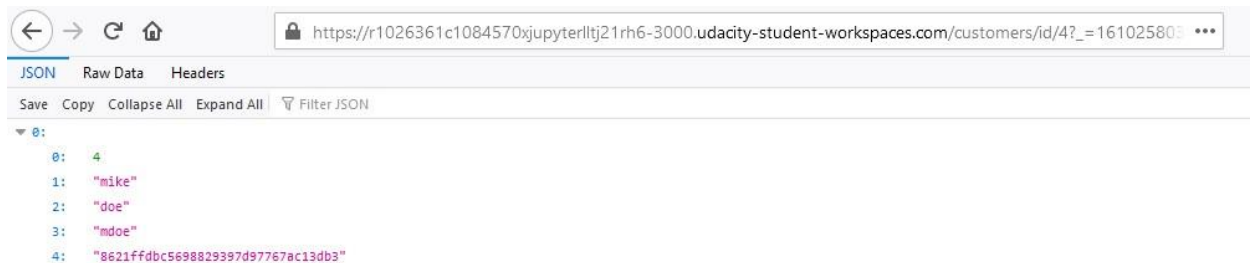 https://r1026361c1084570xjupyterlltj21rh6-3000.udacity-student-workspaces.com/customers/id/4?_=161025803
JSON Raw Data Headers
Save Copy Collapse All Expand All Filter JSON
0:
0: 4
1: "mike"
2: "doe"
3: "mdoe"
4: "8621ffdbc5698829397d97767ac13db3"